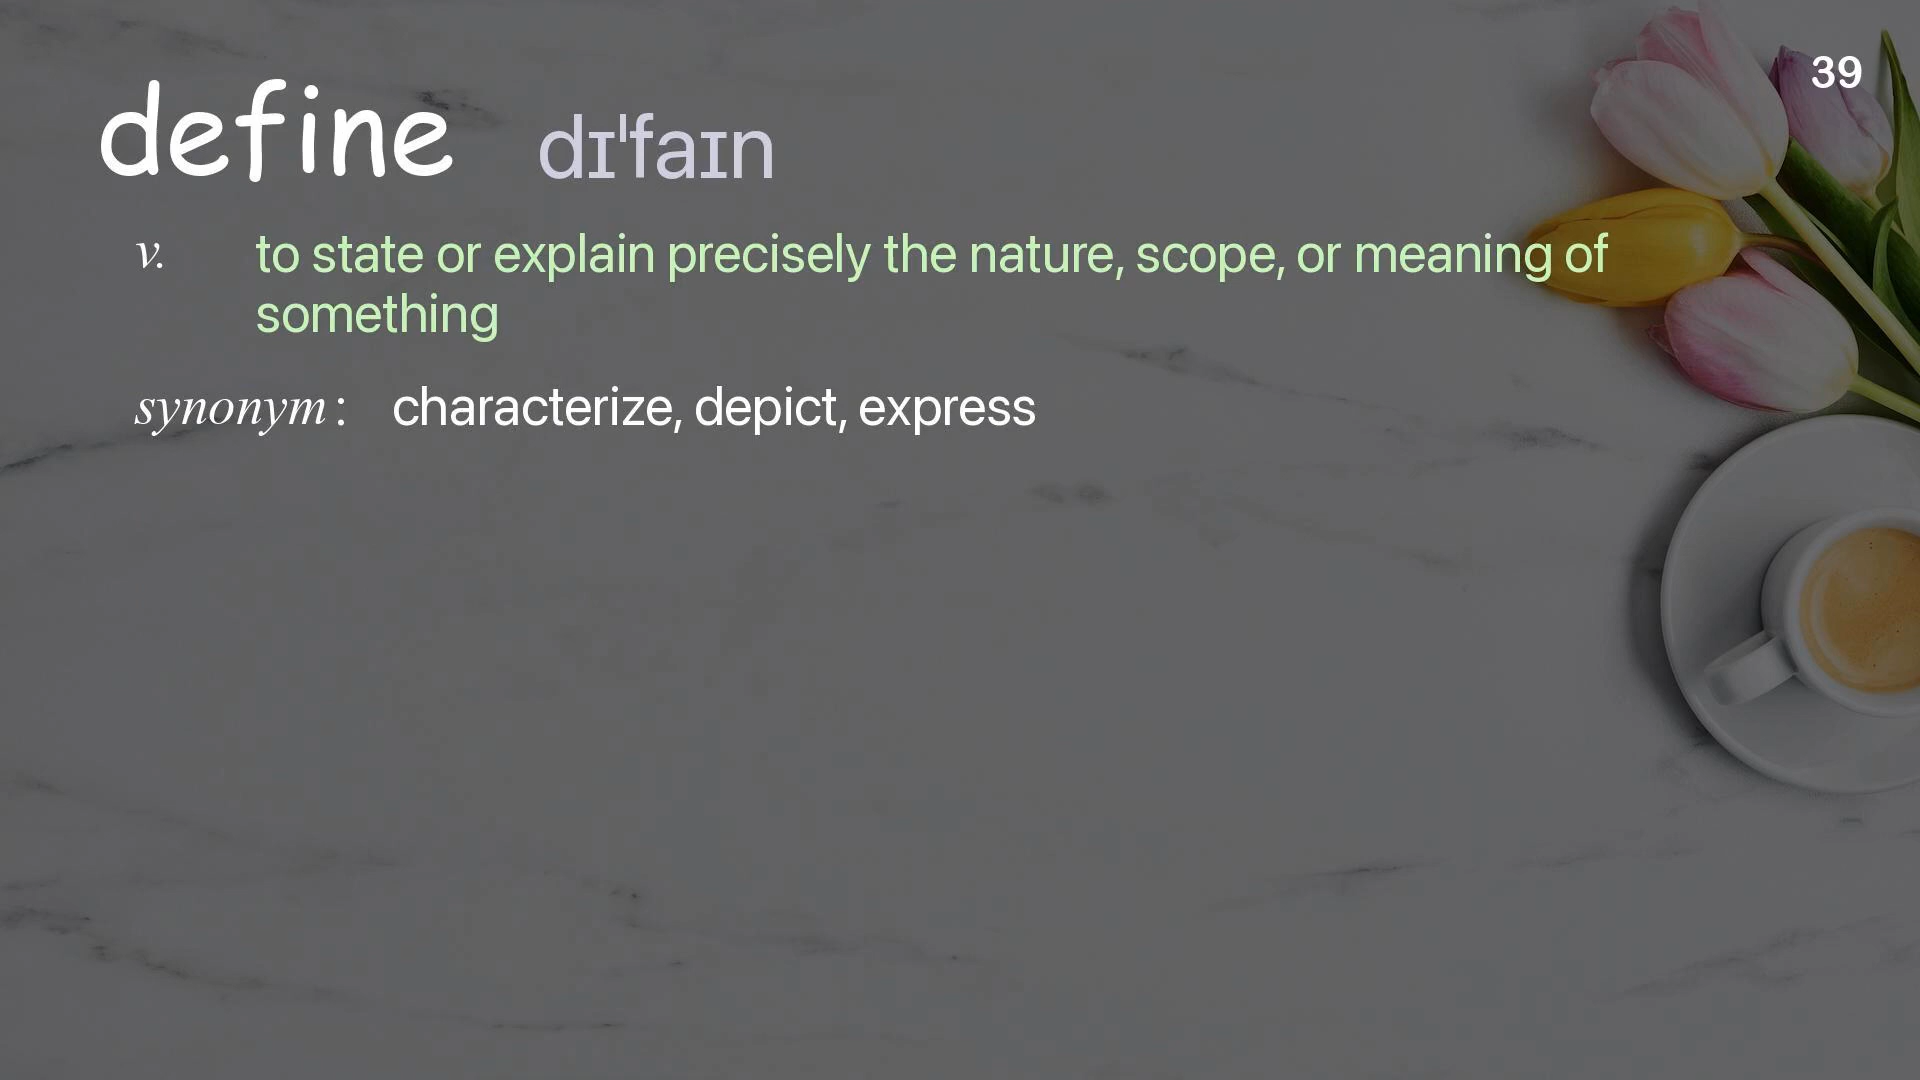 39
define dɪˈfaɪn
v. to state or explain precisely the nature, scope, or meaning of
something
synonym : characterize, depict, express